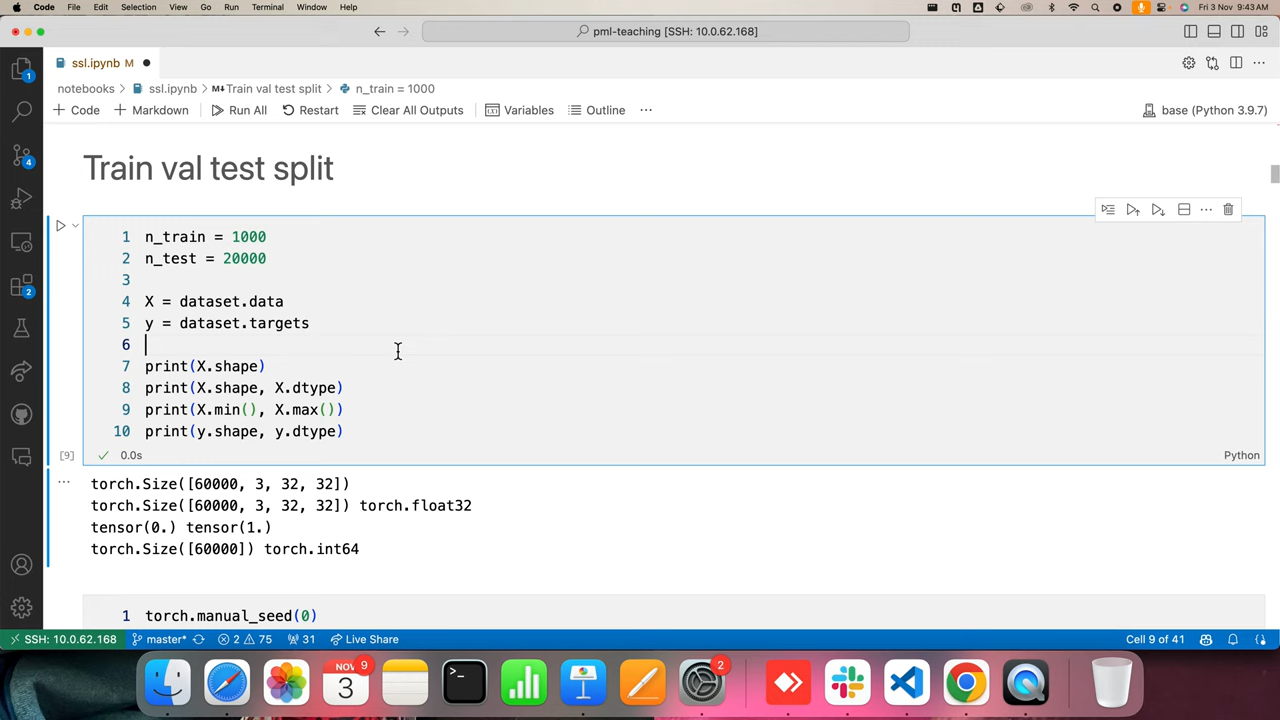 Code File Edit Selection View Go Run Terminal Window Help Fri 3 Nov 9:43 AM
pml-teaching [SSH: 10.0.62.168]
ssl.ipynb M
notebooks > ssl.ipynb > M↓Train val test split > n_train = 1000
+ Code + Markdown Run All Restart Clear All Outputs Variables Outline ... base (Python 3.9.7)
Train val test split
1 n_train = 1000
2 n_test = 20000
3
4 X = dataset.data
5 y = dataset.targets
6
7 print(X.shape)
8 print(X.shape, X.dtype)
9 print(X.min(), X.max())
10 print(y.shape, y.dtype)
[9] 0.0s Python
torch.Size([60000, 3, 32, 32])
torch.Size([60000, 3, 32, 32]) torch.float32
tensor(0.) tensor(1.)
torch.Size([60000]) torch.int64
1 torch.manual_seed(0)
SSH: 10.0.62.168 master* 2 75 31 Live Share Cell 9 of 41
1
4
2
NOV 9
3
2